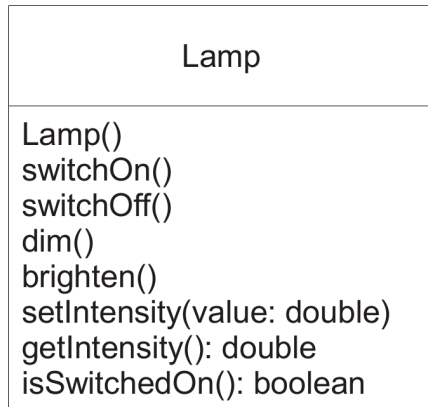 Lamp
Lamp()
switchOn()
switchOff()
dim()
brighten()
setIntensity(value: double)
getIntensity(): double
isSwitchedOn(): boolean